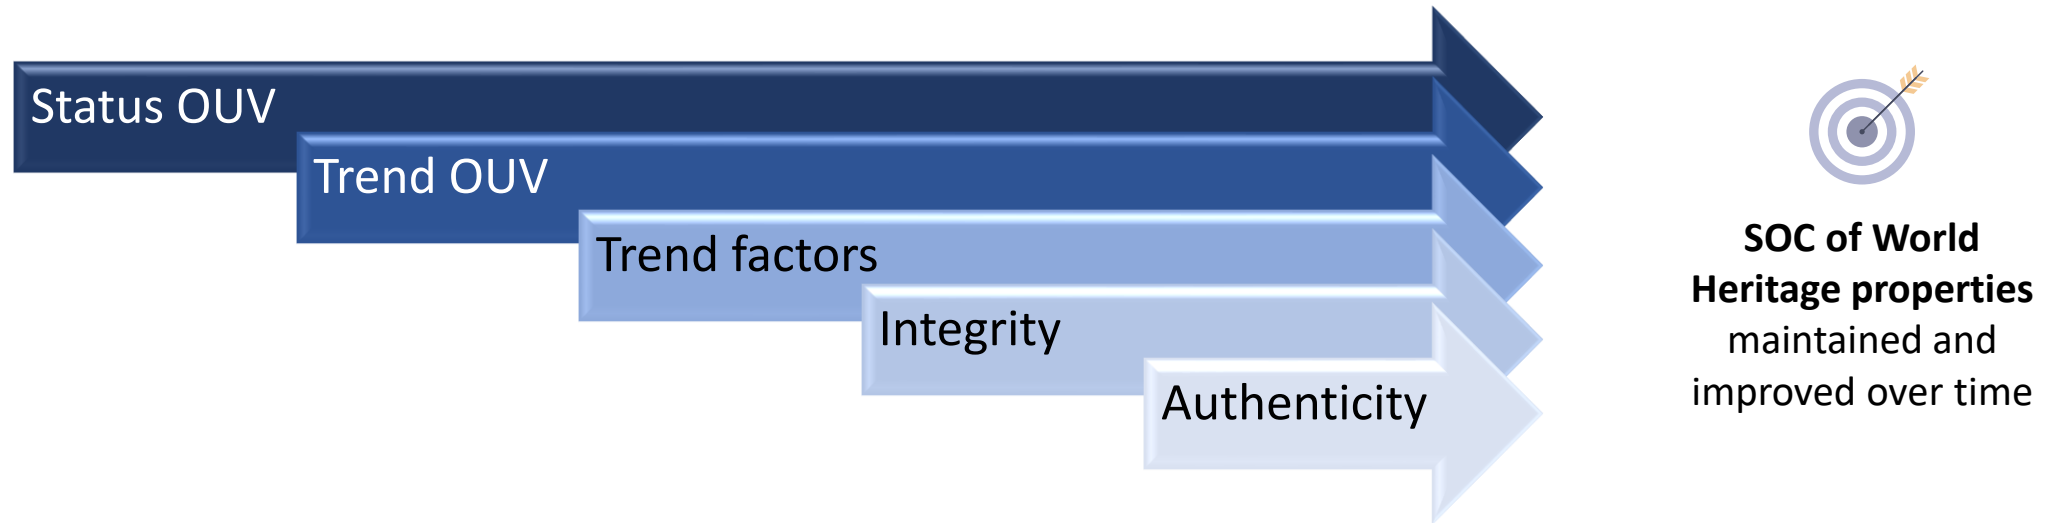 Status OUV
Trend OUV
Trend factors
Integrity
Authenticity
SOC of World
Heritage properties
maintained and
improved over time